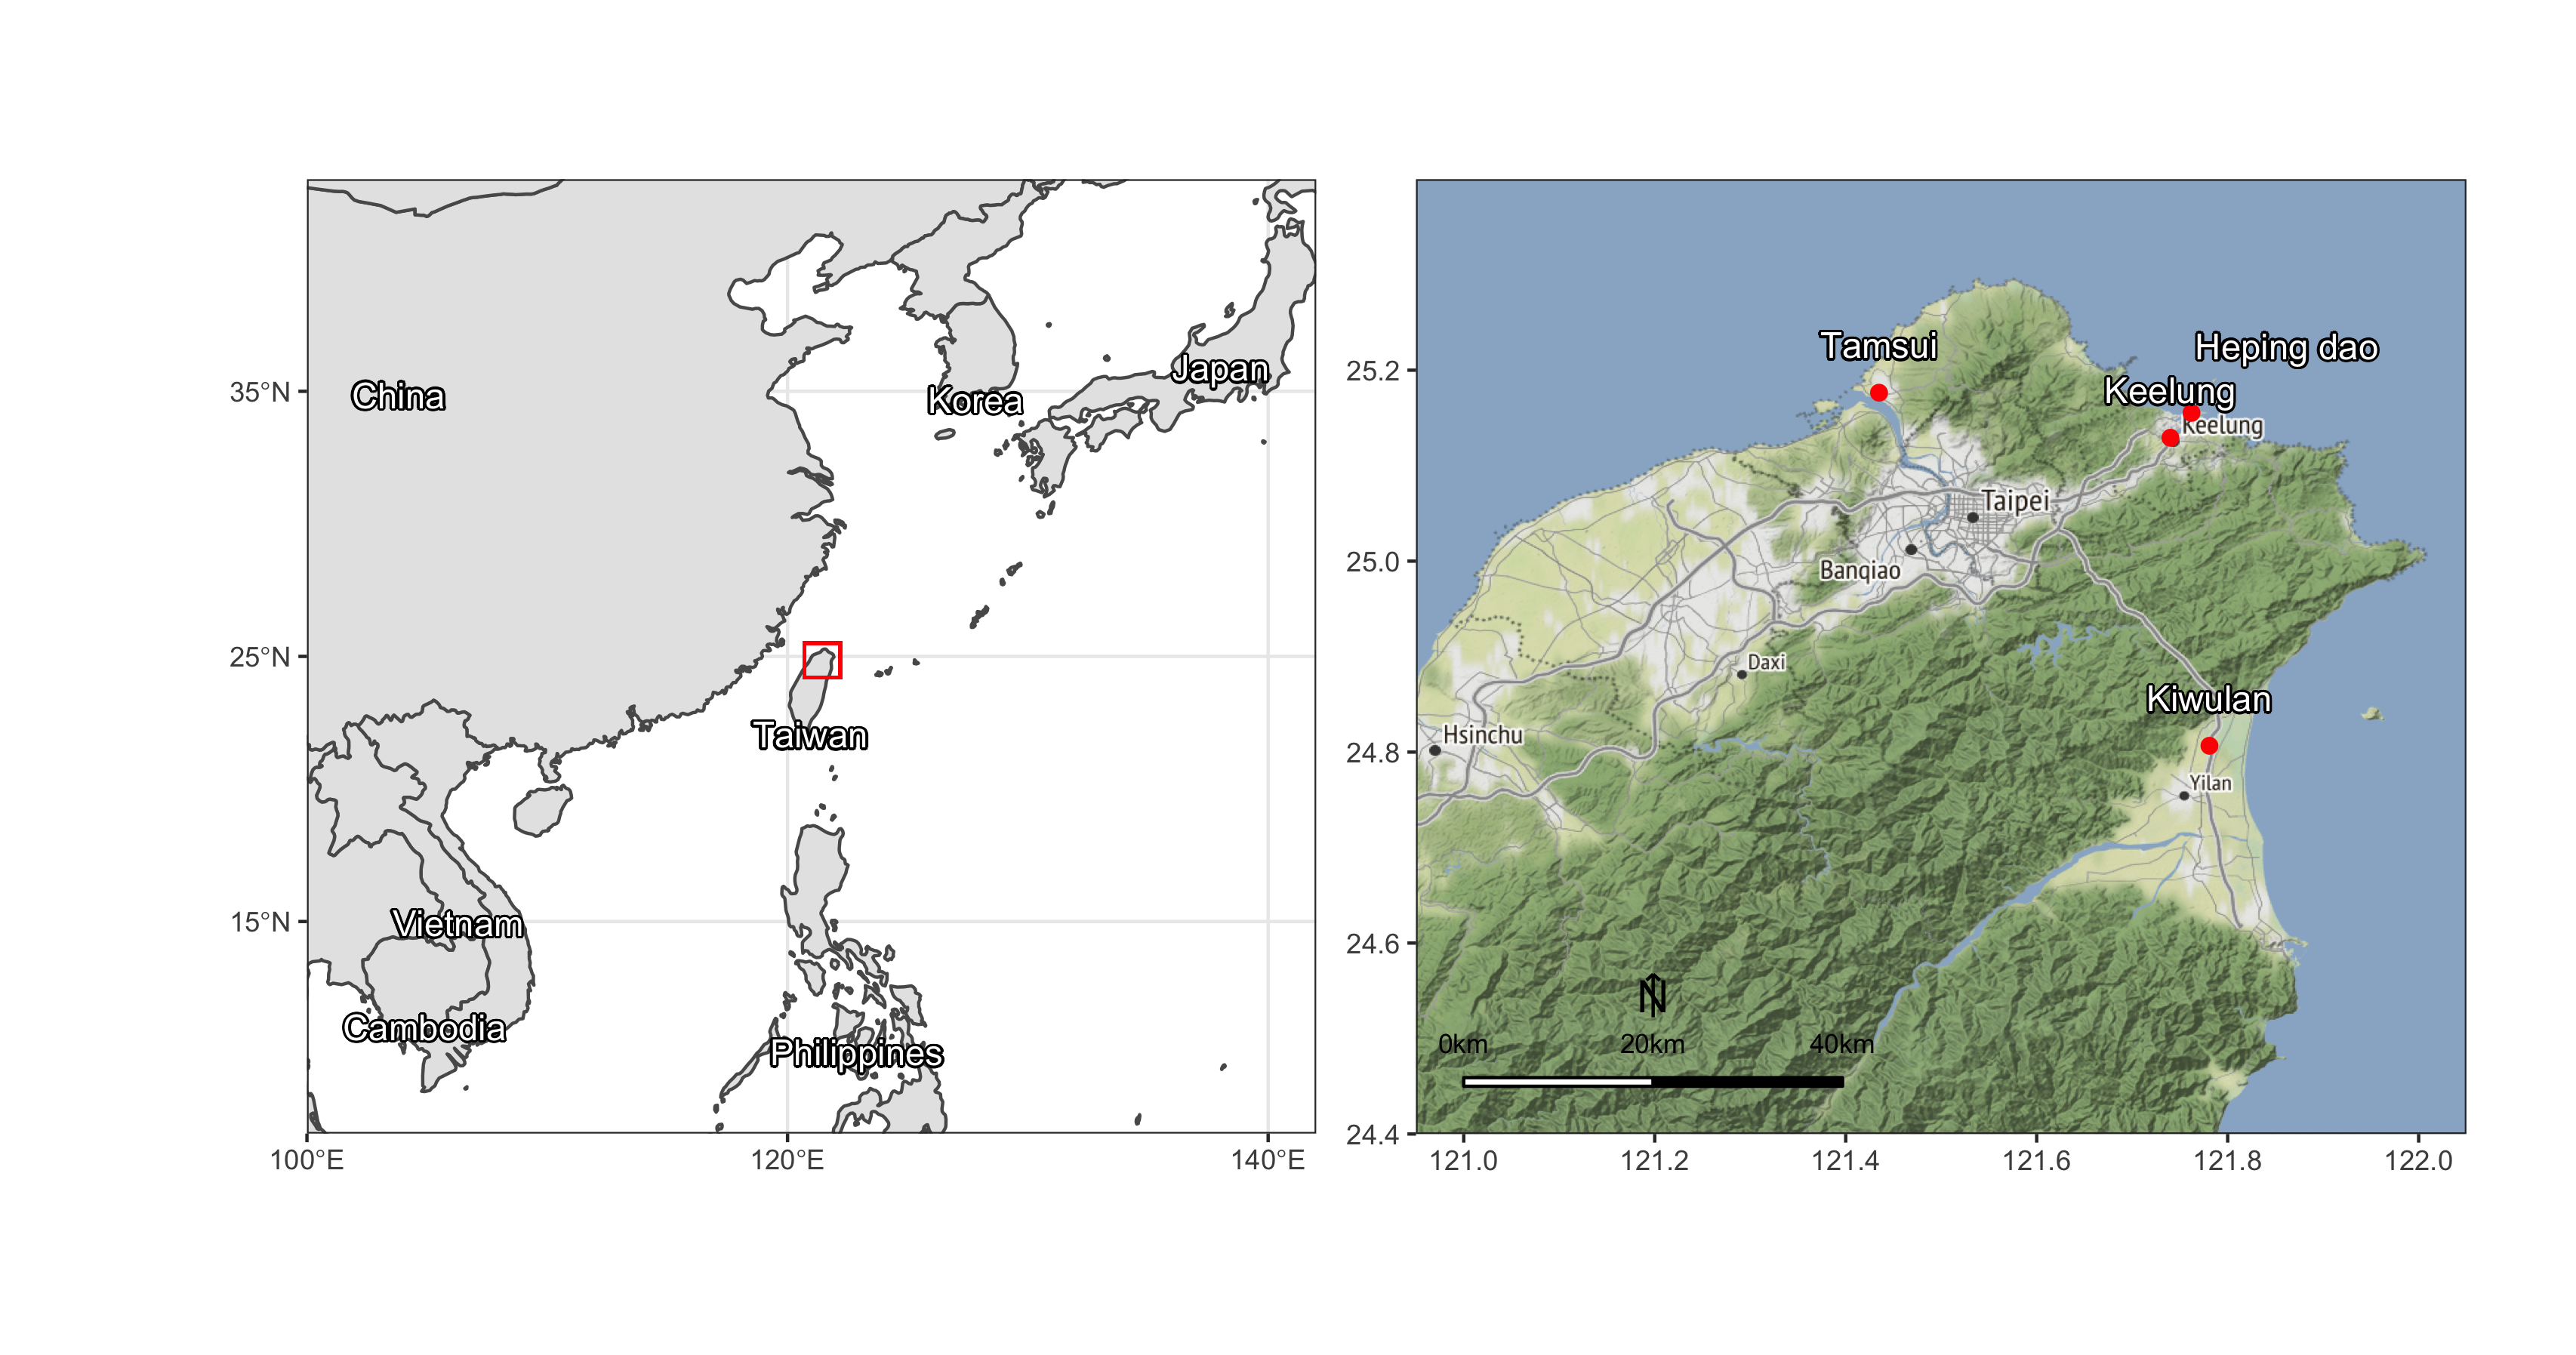 China
Korea
Japan
Taiwan
Vietnam
Cambodia
Philippines
35°N
25°N
15°N
100°E
120°E
140°E
Tamsui
Heping dao
Keelung
Keelung
Taipei
Banqiao
Daxi
Kiwulan
Hsinchu
Yilan
N
0km
20km
40km
25.2
25.0
24.8
24.6
24.4
121.0
121.2
121.4
121.6
121.8
122.0